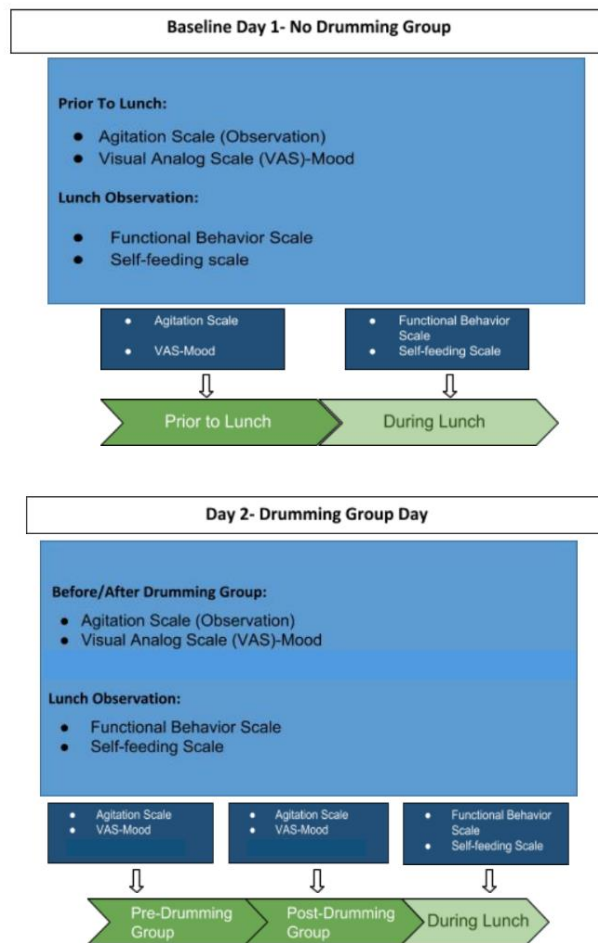 Baseline Day 1- No Drumming Group
Prior To Lunch:
● Agitation Scale (Observation)
● Visual Analog Scale (VAS)-Mood
Lunch Observation:
● Functional Behavior Scale
● Self-feeding scale
● Agitation Scale
● VAS-Mood
● Functional Behavior
Scale
● Self-feeding Scale
Prior to Lunch
During Lunch
Day 2- Drumming Group Day
Before/After Drumming Group:
● Agitation Scale (Observation)
● Visual Analog Scale (VAS)-Mood
Lunch Observation:
● Functional Behavior Scale
● Self-feeding Scale
● Agitation Scale
● VAS-Mood
● Agitation Scale
● VAS-Mood
● Functional Behavior
Scale
● Self-feeding Scale
Pre-Drumming
Group
Post-Drumming
Group
During Lunch